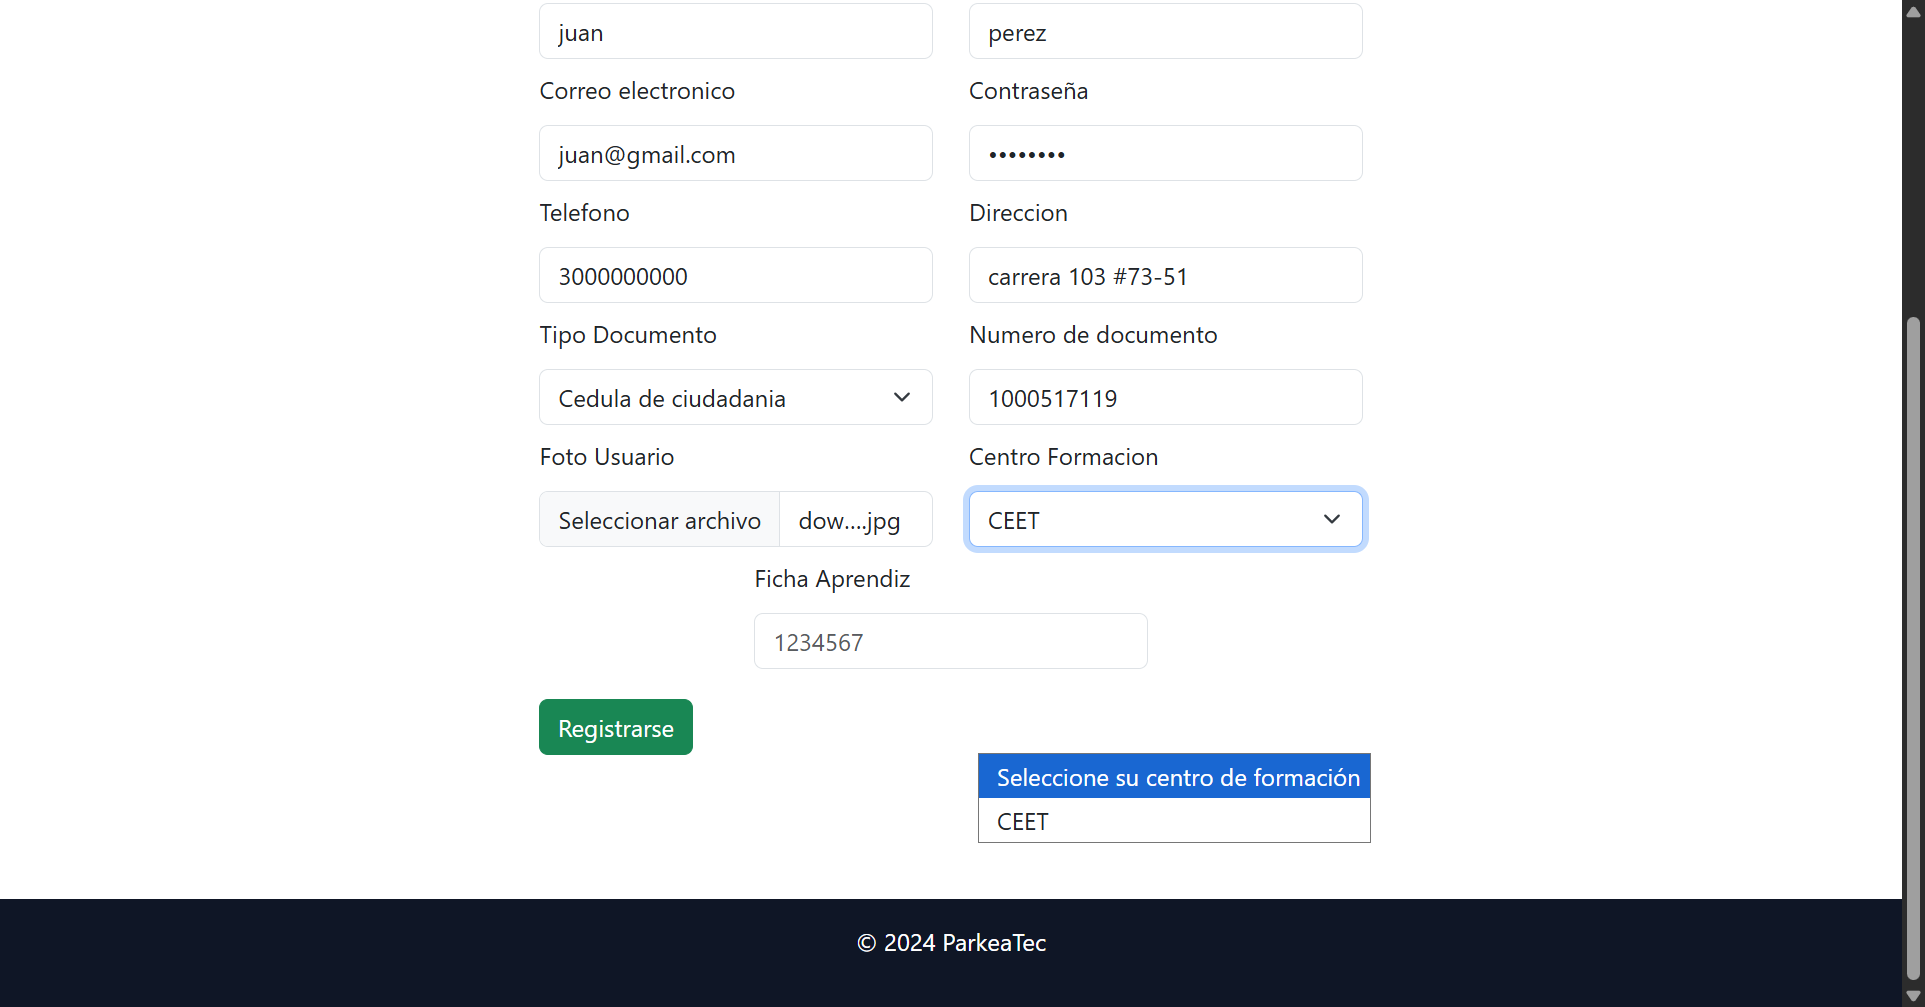 juan
perez
Correo electronico
Contraseña
juan@gmail.com
••••••••
Telefono
Direccion
3000000000
carrera 103 #73-51
Tipo Documento
Numero de documento
Cedula de ciudadania
1000517119
Foto Usuario
Centro Formacion
Seleccionar archivo
dow....jpg
CEET
Ficha Aprendiz
1234567
Registrarse
Seleccione su centro de formación
CEET
© 2024 ParkeaTec